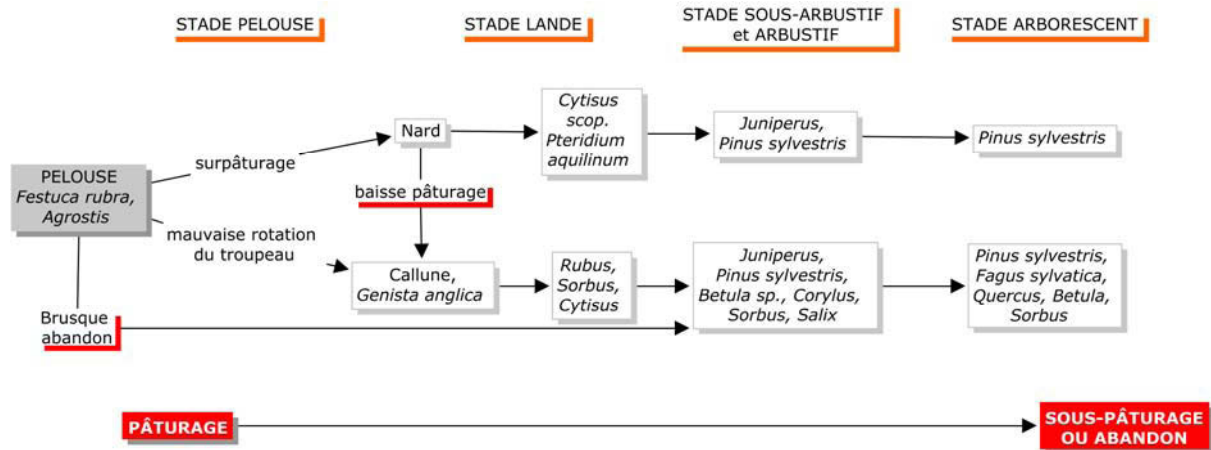 STADE PELOUSE
STADE LANDE
STADE SOUS-ARBUSTIF
et ARBUSTIF
STADE ARBORESCENT
Nard
Cytisus
scop.
Pteridium
aquilinum
Juniperus,
Pinus sylvestris
Pinus sylvestris
surpâturage
PELOUSE
Festuca rubra,
Agrostis
baisse pâturage
mauvaise rotation
du troupeau
Callune,
Genista anglica
Rubus,
Sorbus,
Cytisus
Juniperus,
Pinus sylvestris,
Betula sp., Corylus,
Sorbus, Salix
Pinus sylvestris,
Fagus sylvatica,
Quercus, Betula,
Sorbus
Brusque
abandon
PÂTURAGE
SOUS-PÂTURAGE
OU ABANDON